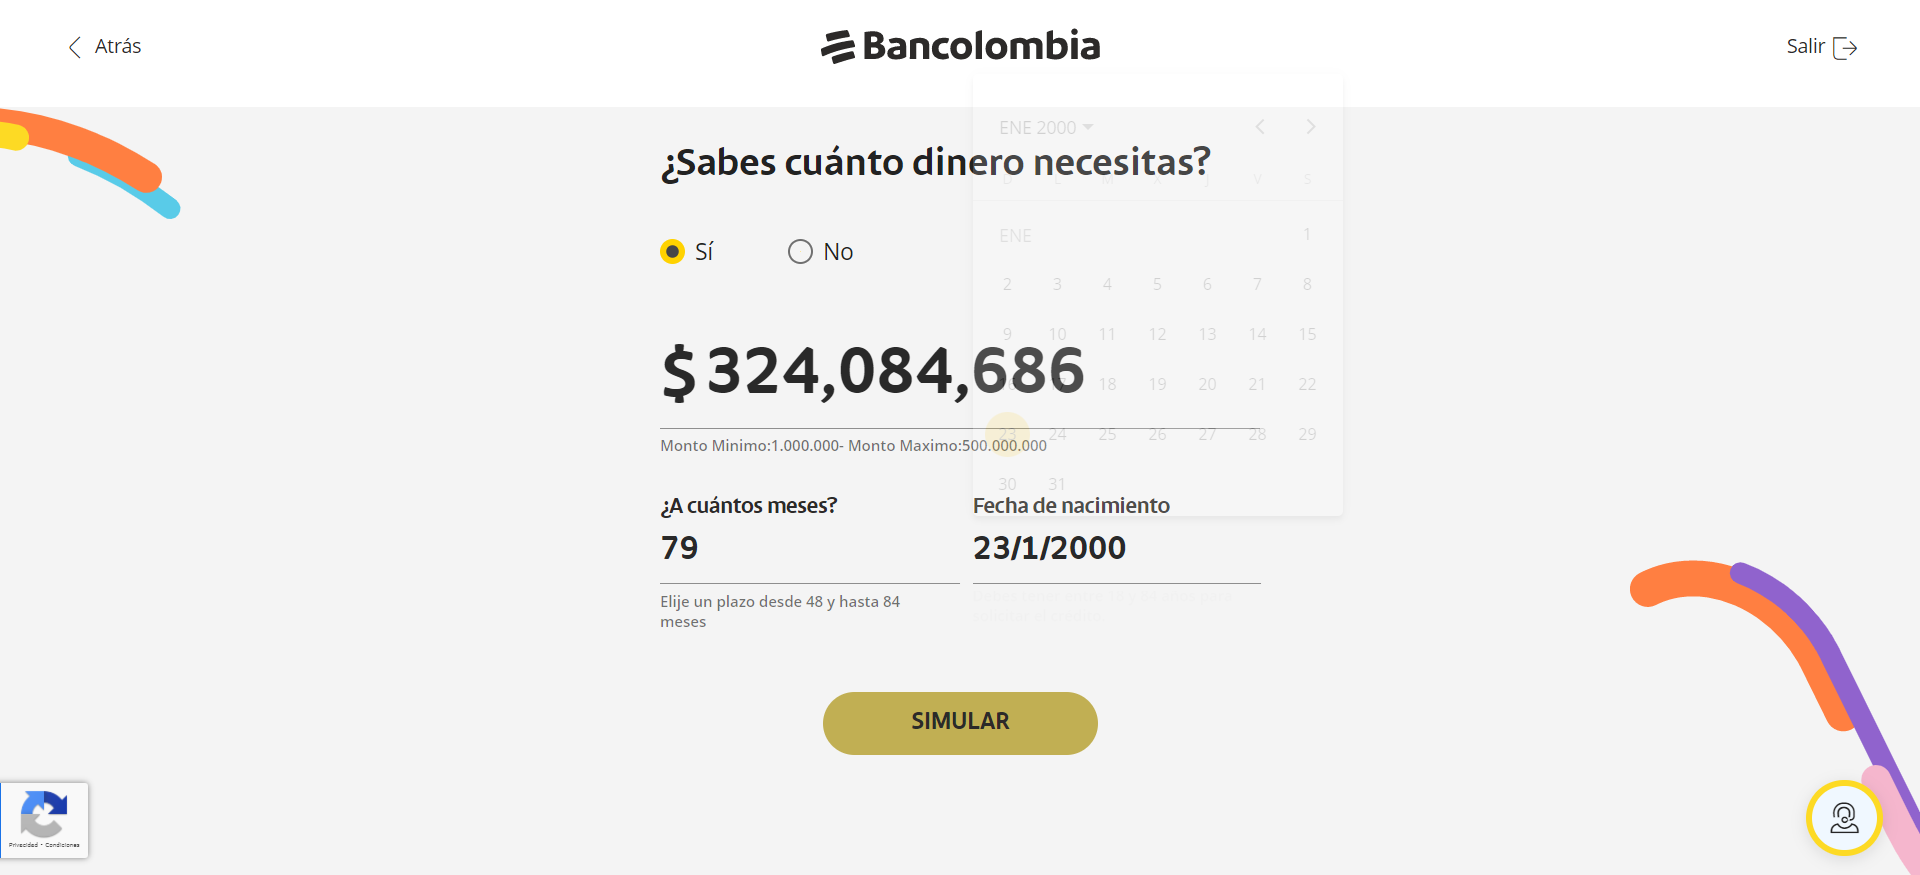 Atrás
Bancolombia
Salir
ENE 2000
¿Sabes cuánto dinero necesitas?
D L M X J V S
Sí
No
ENE 1
2 3 4 5 6 7 8
9 10 11 12 13 14 15
$ 324,084,686
16 17 18 19 20 21 22
23 24 25 26 27 28 29
Monto Minimo:1.000.000- Monto Maximo:500.000.000
30 31
¿A cuántos meses?
79
Elije un plazo desde 48 y hasta 84
meses
Fecha de nacimiento
23/1/2000
SIMULAR
Privacidad - Condiciones